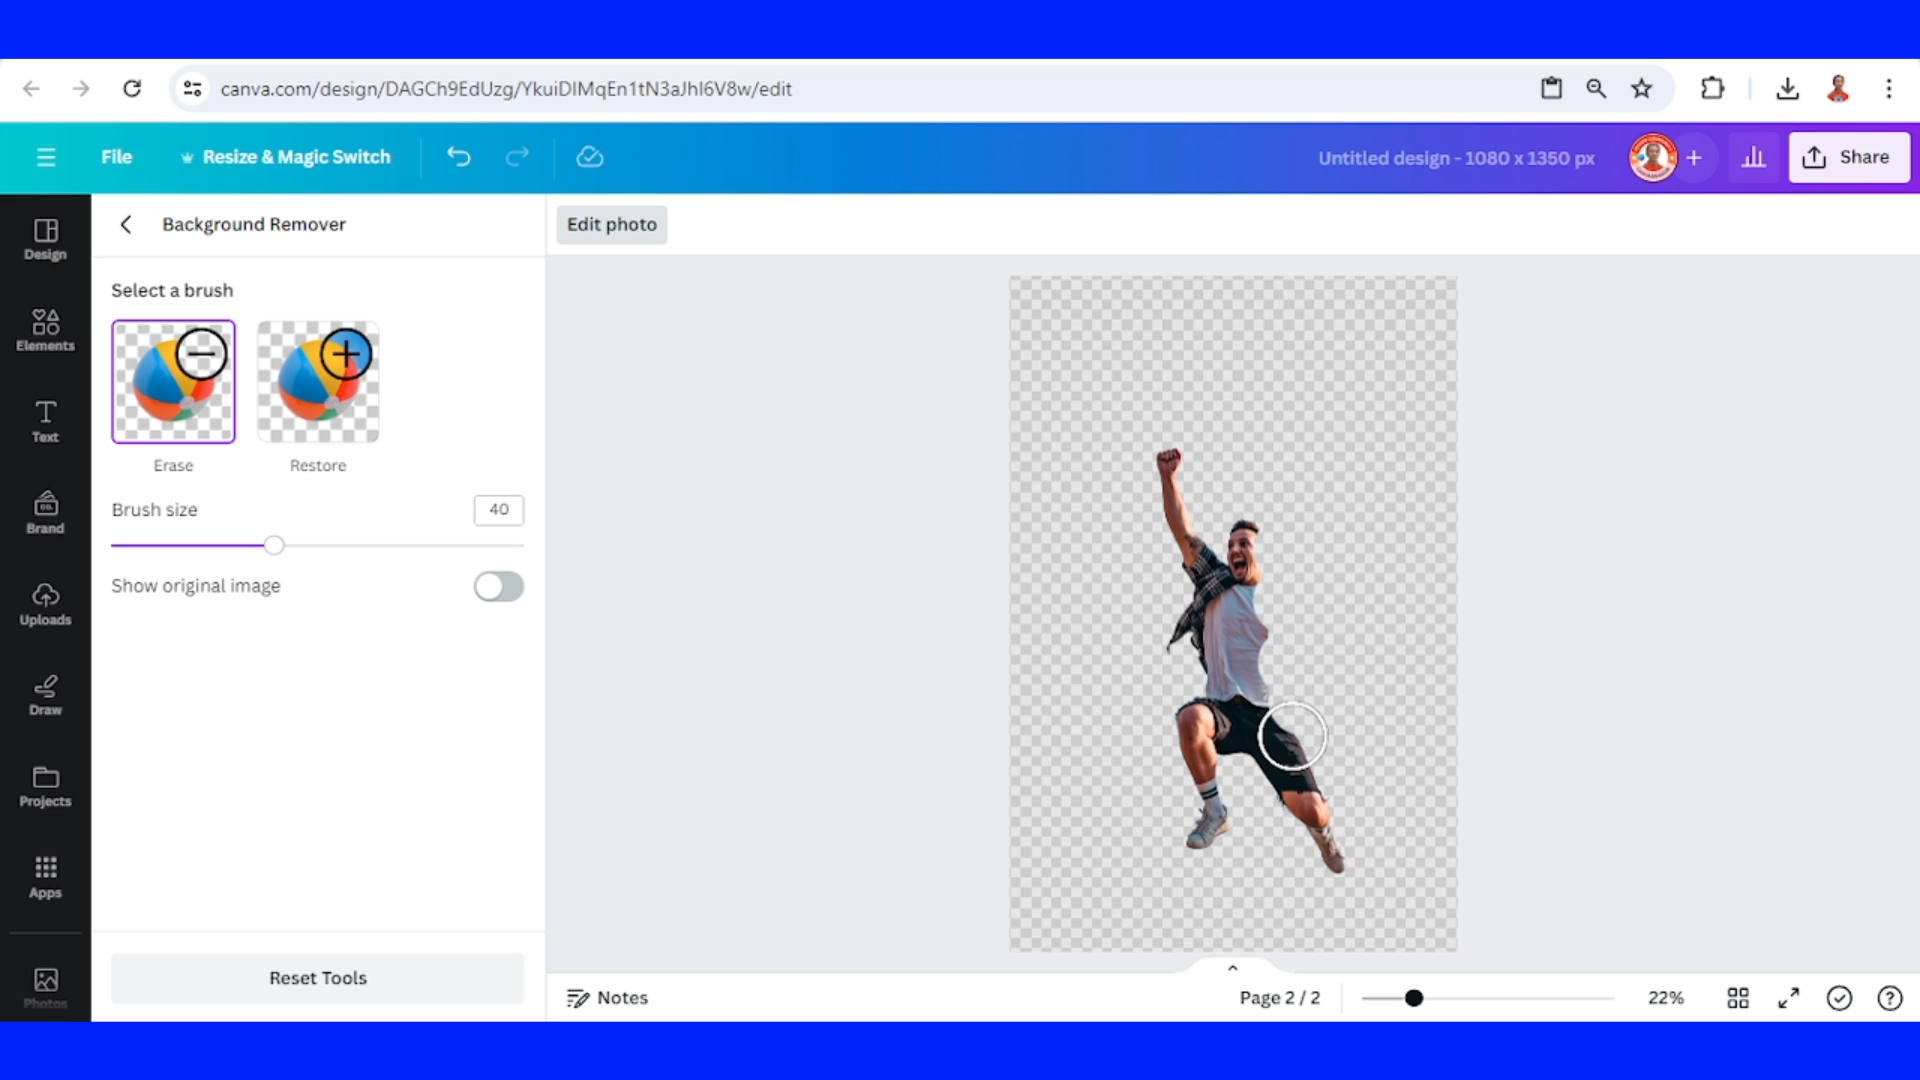 canva.com/design/DAGCh9EdUzg/YkuiDIMqEn1tN3aJhI6V8w/edit
File
Resize & Magic Switch
Untitled design - 1080 x 1350 px
Share
Design
Elements
Text
Brand
Uploads
Draw
Projects
Apps
Photos
Background Remover
Edit photo
Select a brush
Erase
Restore
Brush size
40
Show original image
Reset Tools
Notes
Page 2 / 2
22%